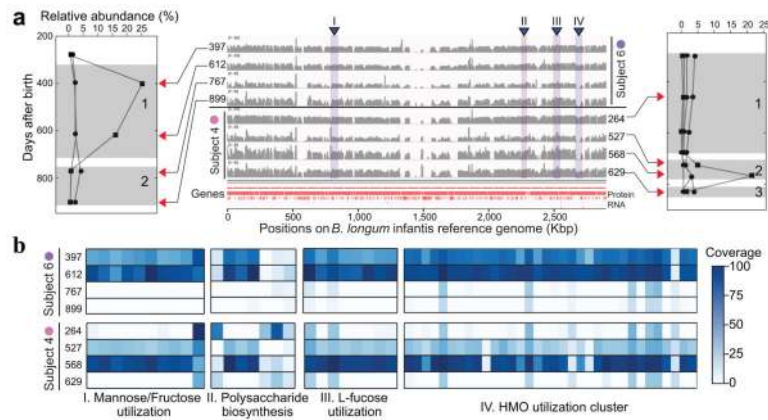 a
Relative abundance (%)
0 5 10 15 20 25
Days after birth
200
400
600
800
1
2
397
612
767
899
I II III IV
Subject 6
Subject 4
264
527
568
629
Genes
Protein
RNA
0 500 1,000 1,500 2,000 2,500
Positions on B. longum infantis reference genome (Kbp)
0 5 10 15 20 25
1
2
3
b
Subject 6
397
612
767
899
Subject 4
264
527
568
629
I. Mannose/Fructose
utilization
II. Polysaccharide
biosynthesis
III. L-fucose
utilization
IV. HMO utilization cluster
Coverage
100
75
50
25
0